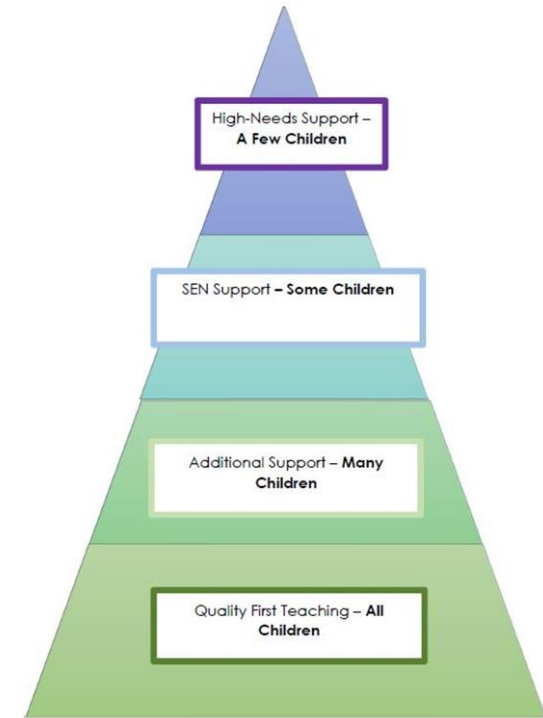 High-Needs Support –
A Few Children
SEN Support – Some Children
Additional Support – Many
Children
Quality First Teaching – All
Children